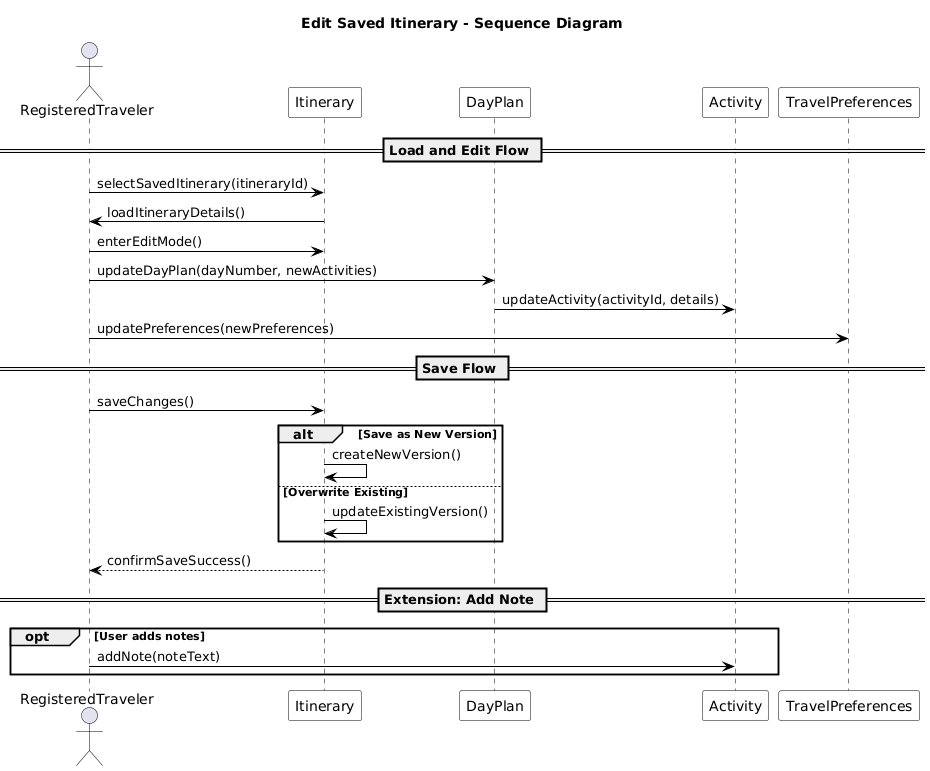 Edit Saved Itinerary - Sequence Diagram
RegisteredTraveler
Itinerary
DayPlan
Activity
TravelPreferences
Load and Edit Flow
selectSavedItinerary(itineraryId)
loadItineraryDetails()
enterEditMode()
updateDayPlan(dayNumber, newActivities)
updateActivity(activityId, details)
updatePreferences(newPreferences)
Save Flow
saveChanges()
alt
[Save as New Version]
createNewVersion()
[Overwrite Existing]
updateExistingVersion()
confirmSaveSuccess()
Extension: Add Note
opt
[User adds notes]
addNote(noteText)
RegisteredTraveler
Itinerary
DayPlan
Activity
TravelPreferences